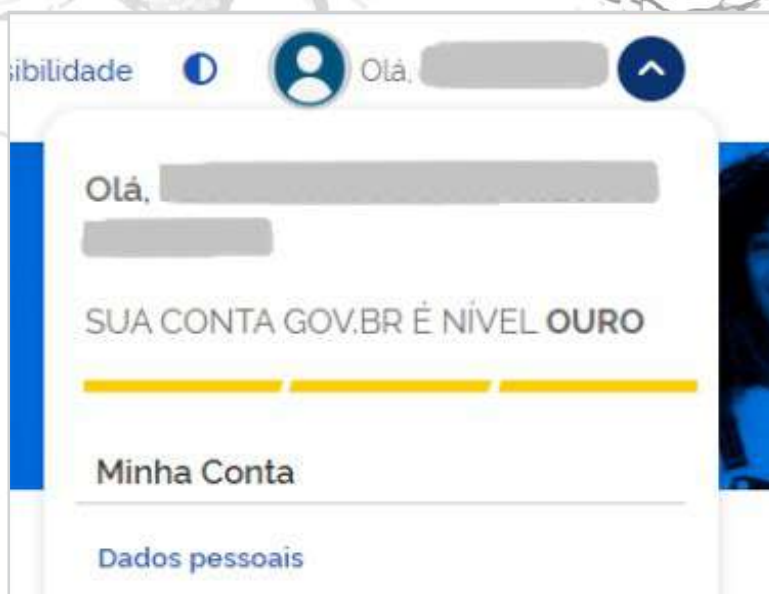 sibilidade Olá,
Olá,
SUA CONTA GOV.BR É NÍVEL OURO
Minha Conta
Dados pessoais